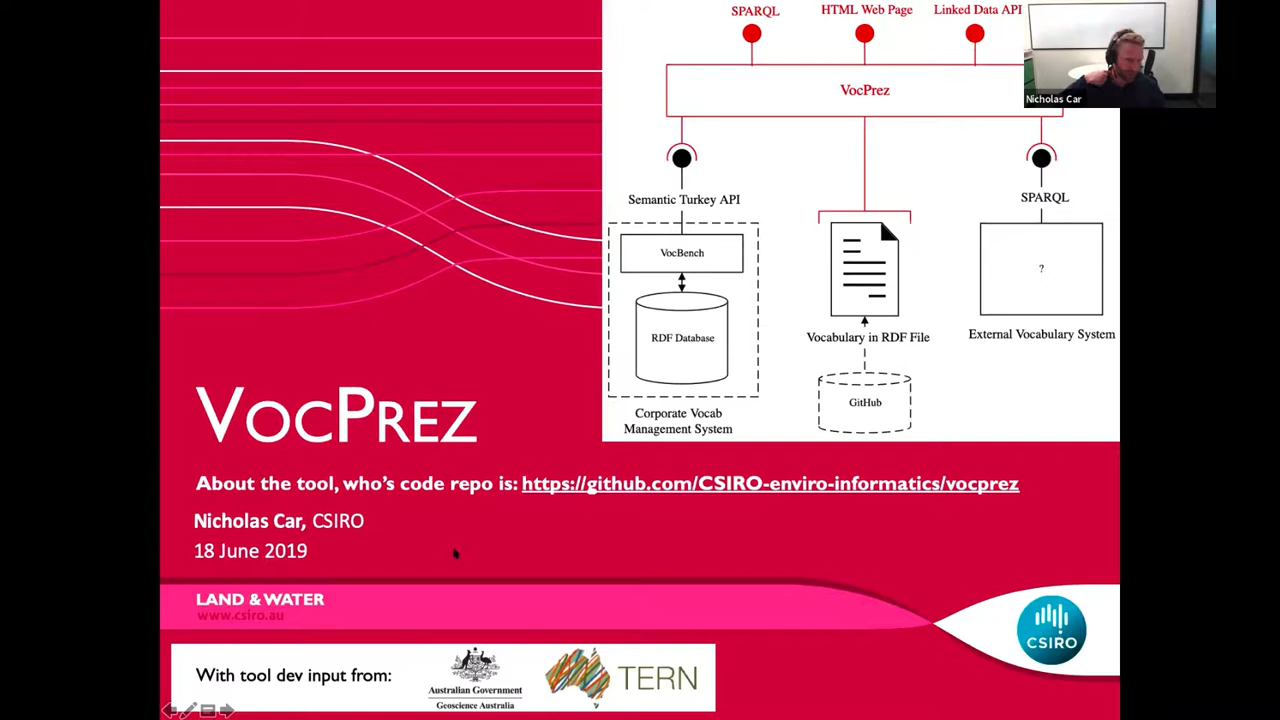 SPARQL
HTML Web Page
Linked Data API
VocPrez
Nicholas Car
Semantic Turkey API
SPARQL
VocBench
?
RDF Database
Vocabulary in RDF File
External Vocabulary System
GitHub
Corporate Vocab
Management System
VOCPREZ
About the tool, who's code repo is: https://github.com/CSIRO-enviro-informatics/vocprez
Nicholas Car, CSIRO
18 June 2019
LAND & WATER
www.csiro.au
CSIRO
With tool dev input from:
Australian Government
Geoscience Australia
TERN